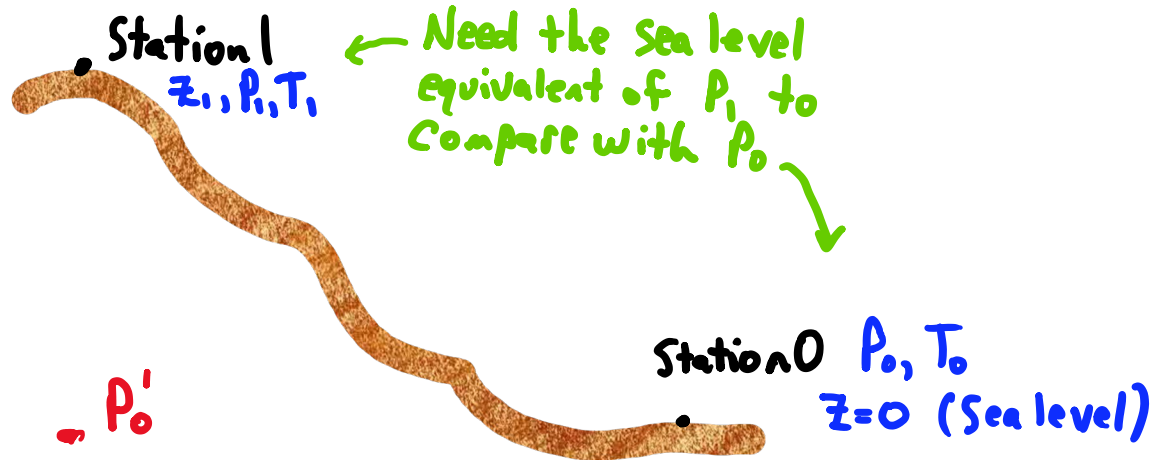 Station 1
z₁, P₁, T₁
Need the sea level
equivalent of P₁ to
compare with P₀
Station 0 P₀, T₀
z=0 (Sea level)
P₀'